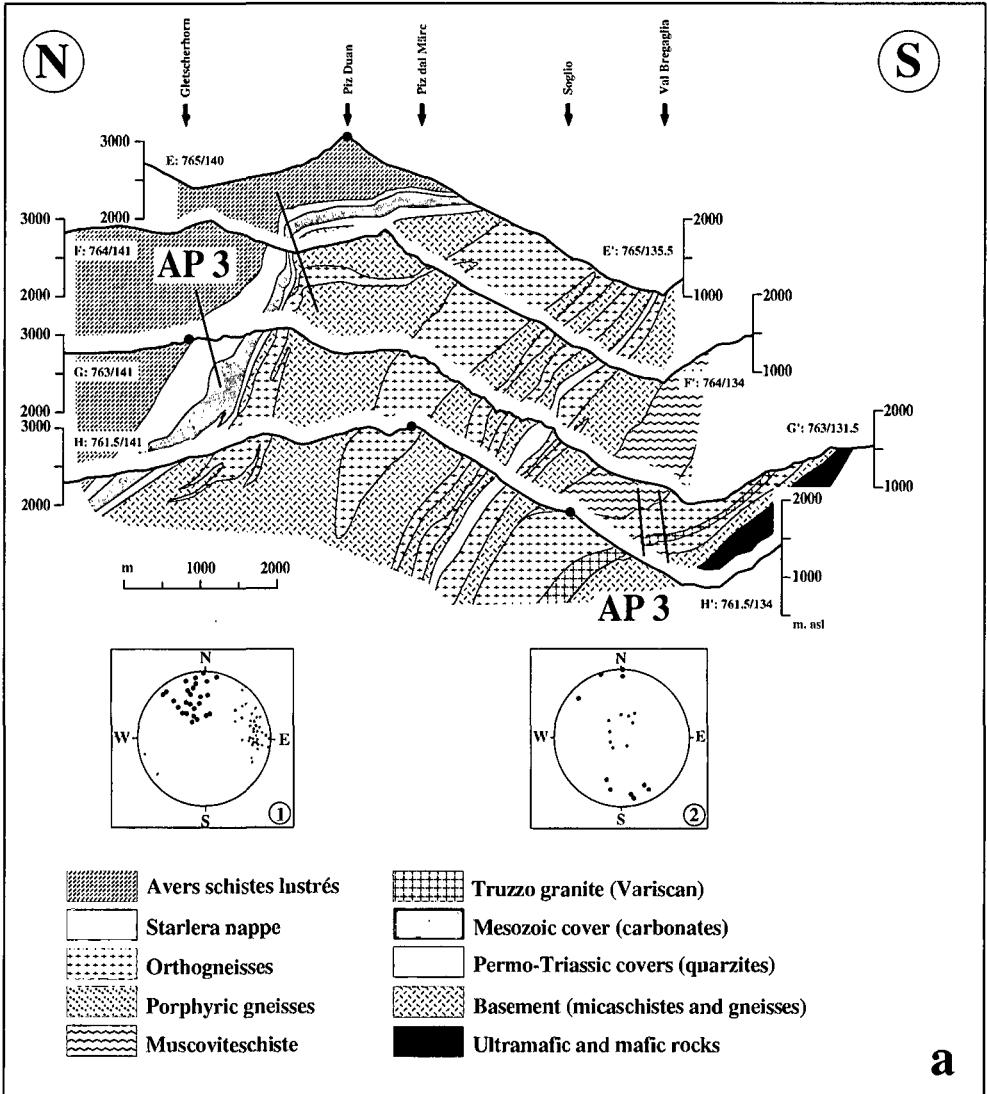 N
S
Gletscherhorn
Piz Duan
Piz dal Märc
Soglio
Val Bregaglia
3000
E: 765/140
2000
3000
F: 764/141
2000
AP 3
2000
E': 765/135.5
1000
2000
1000
F': 764/134
3000
G: 763/141
2000
3000
H: 761.5/141
2000
2000
G': 763/131.5
1000
2000
1000
H': 761.5/134
m. asl
AP 3
m 1000 2000
N
W E
S
1
N
W E
S
2
Avers schistes lustrés
Starlera nappe
Orthogneisses
Porphyric gneisses
Muscoviteschiste
Truzzo granite (Variscan)
Mesozoic cover (carbonates)
Permo-Triassic covers (quarzites)
Basement (micaschistes and gneisses)
Ultramafic and mafic rocks
a